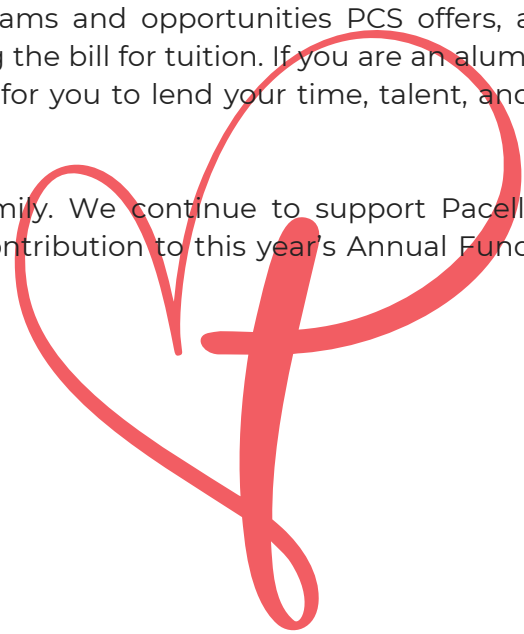 ams and opportunities PCS offers, a
the bill for tuition. If you are an alum
for you to lend your time, talent, and
mily. We continue to support Pacell
ontribution to this year's Annual Fund